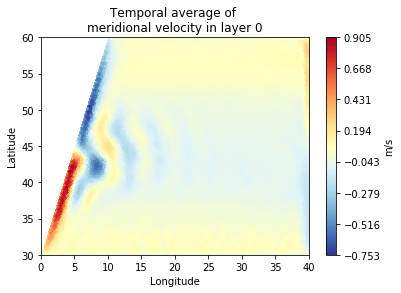 Temporal average of
meridional velocity in layer 0
60
55
50
45
40
35
30
Latitude
0 5 10 15 20 25 30 35 40
Longitude
0.905
0.668
0.431
0.194
−0.043
−0.279
−0.516
−0.753
m/s